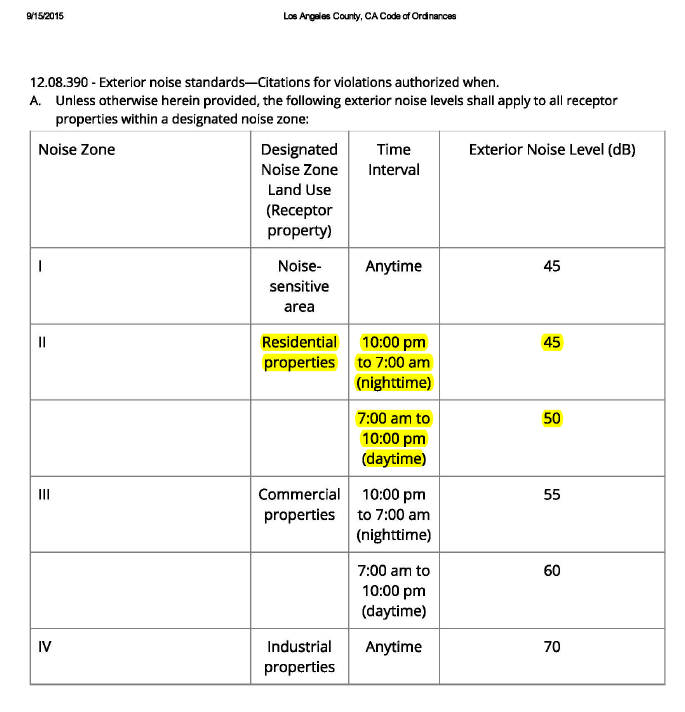 9/15/2015
Los Angeles County, CA Code of Ordinances
12.08.390 - Exterior noise standards—Citations for violations authorized when.
A. Unless otherwise herein provided, the following exterior noise levels shall apply to all receptor
properties within a designated noise zone:
Noise Zone
Designated
Noise Zone
Land Use
(Receptor
property)
Time
Interval
Exterior Noise Level (dB)
I
Noise-
sensitive
area
Anytime
45
II
Residential
properties
10:00 pm
to 7:00 am
(nighttime)
45
7:00 am to
10:00 pm
(daytime)
50
III
Commercial
properties
10:00 pm
to 7:00 am
(nighttime)
55
7:00 am to
10:00 pm
(daytime)
60
IV
Industrial
properties
Anytime
70